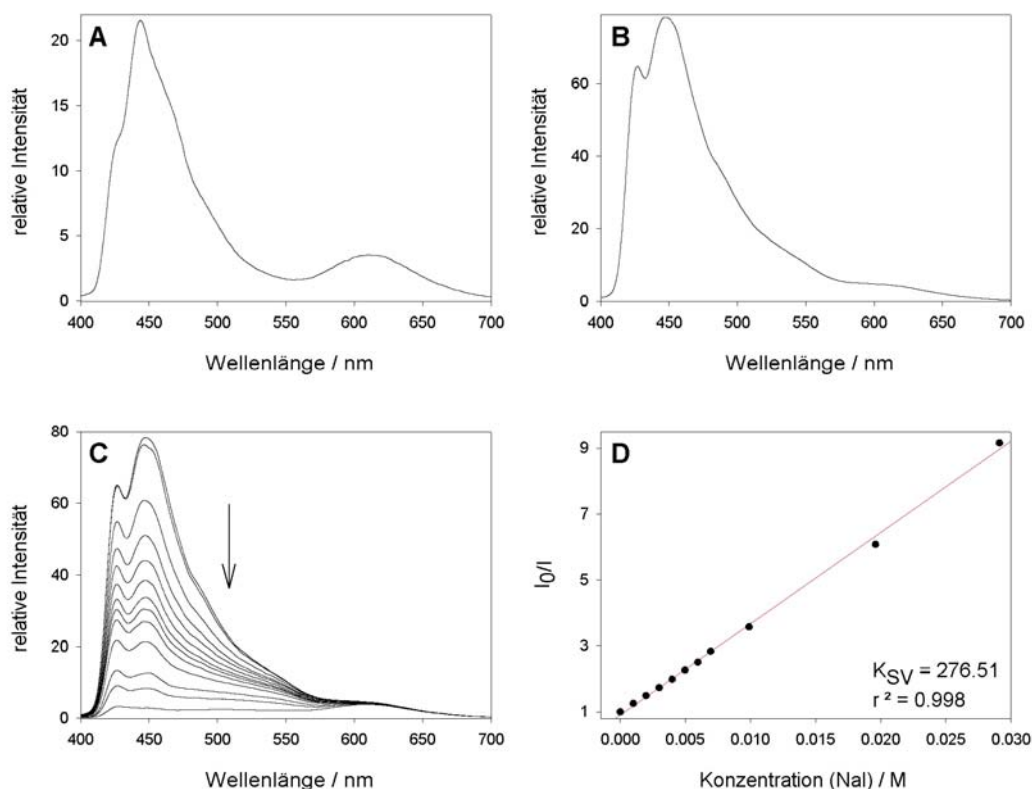 A
relative Intensität
20
15
10
5
0
400 450 500 550 600 650 700
Wellenlänge / nm
B
relative Intensität
60
40
20
0
400 450 500 550 600 650 700
Wellenlänge / nm
C
relative Intensität
80
60
40
20
0
400 450 500 550 600 650 700
Wellenlänge / nm
D
I0/I
9
7
5
3
1
KSV = 276.51
r² = 0.998
0.000 0.005 0.010 0.015 0.020 0.025 0.030
Konzentration (NaI) / M